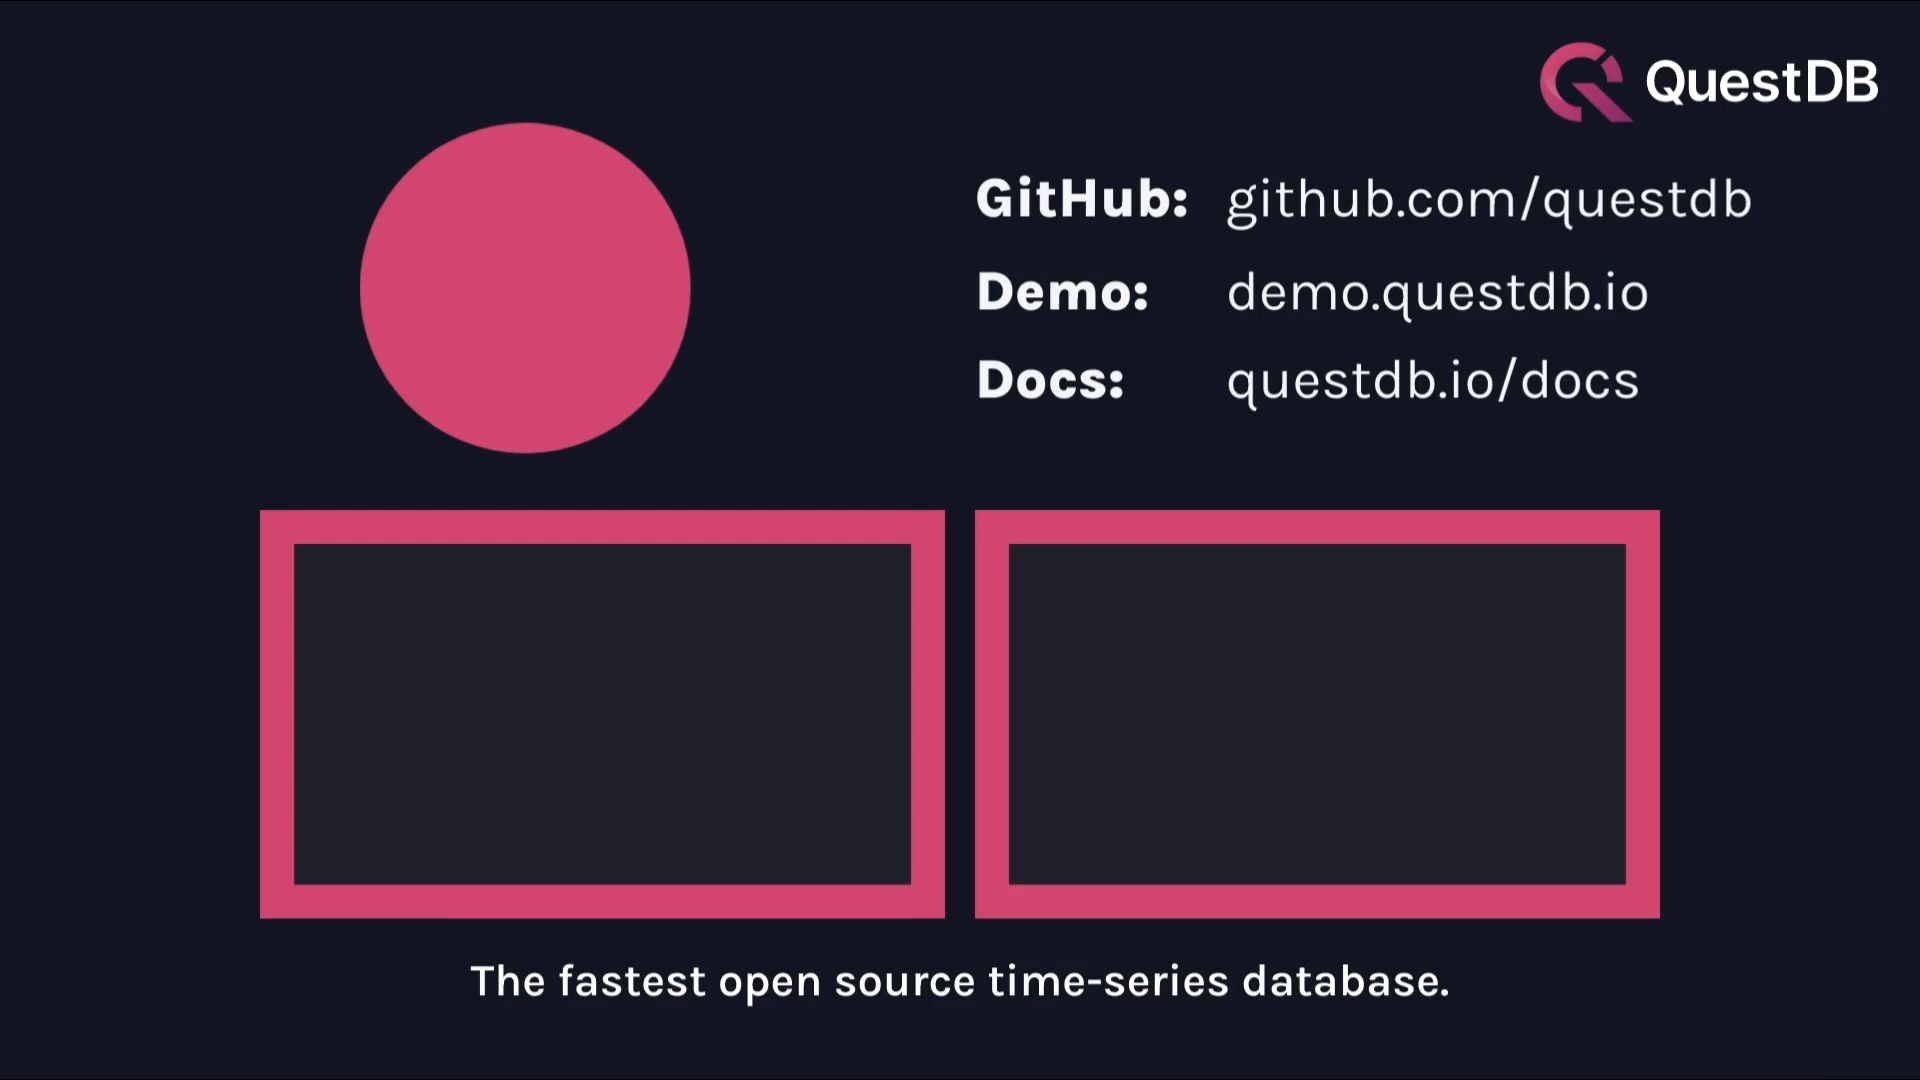 QuestDB
GitHub: github.com/questdb
Demo: demo.questdb.io
Docs: questdb.io/docs
The fastest open source time-series database.